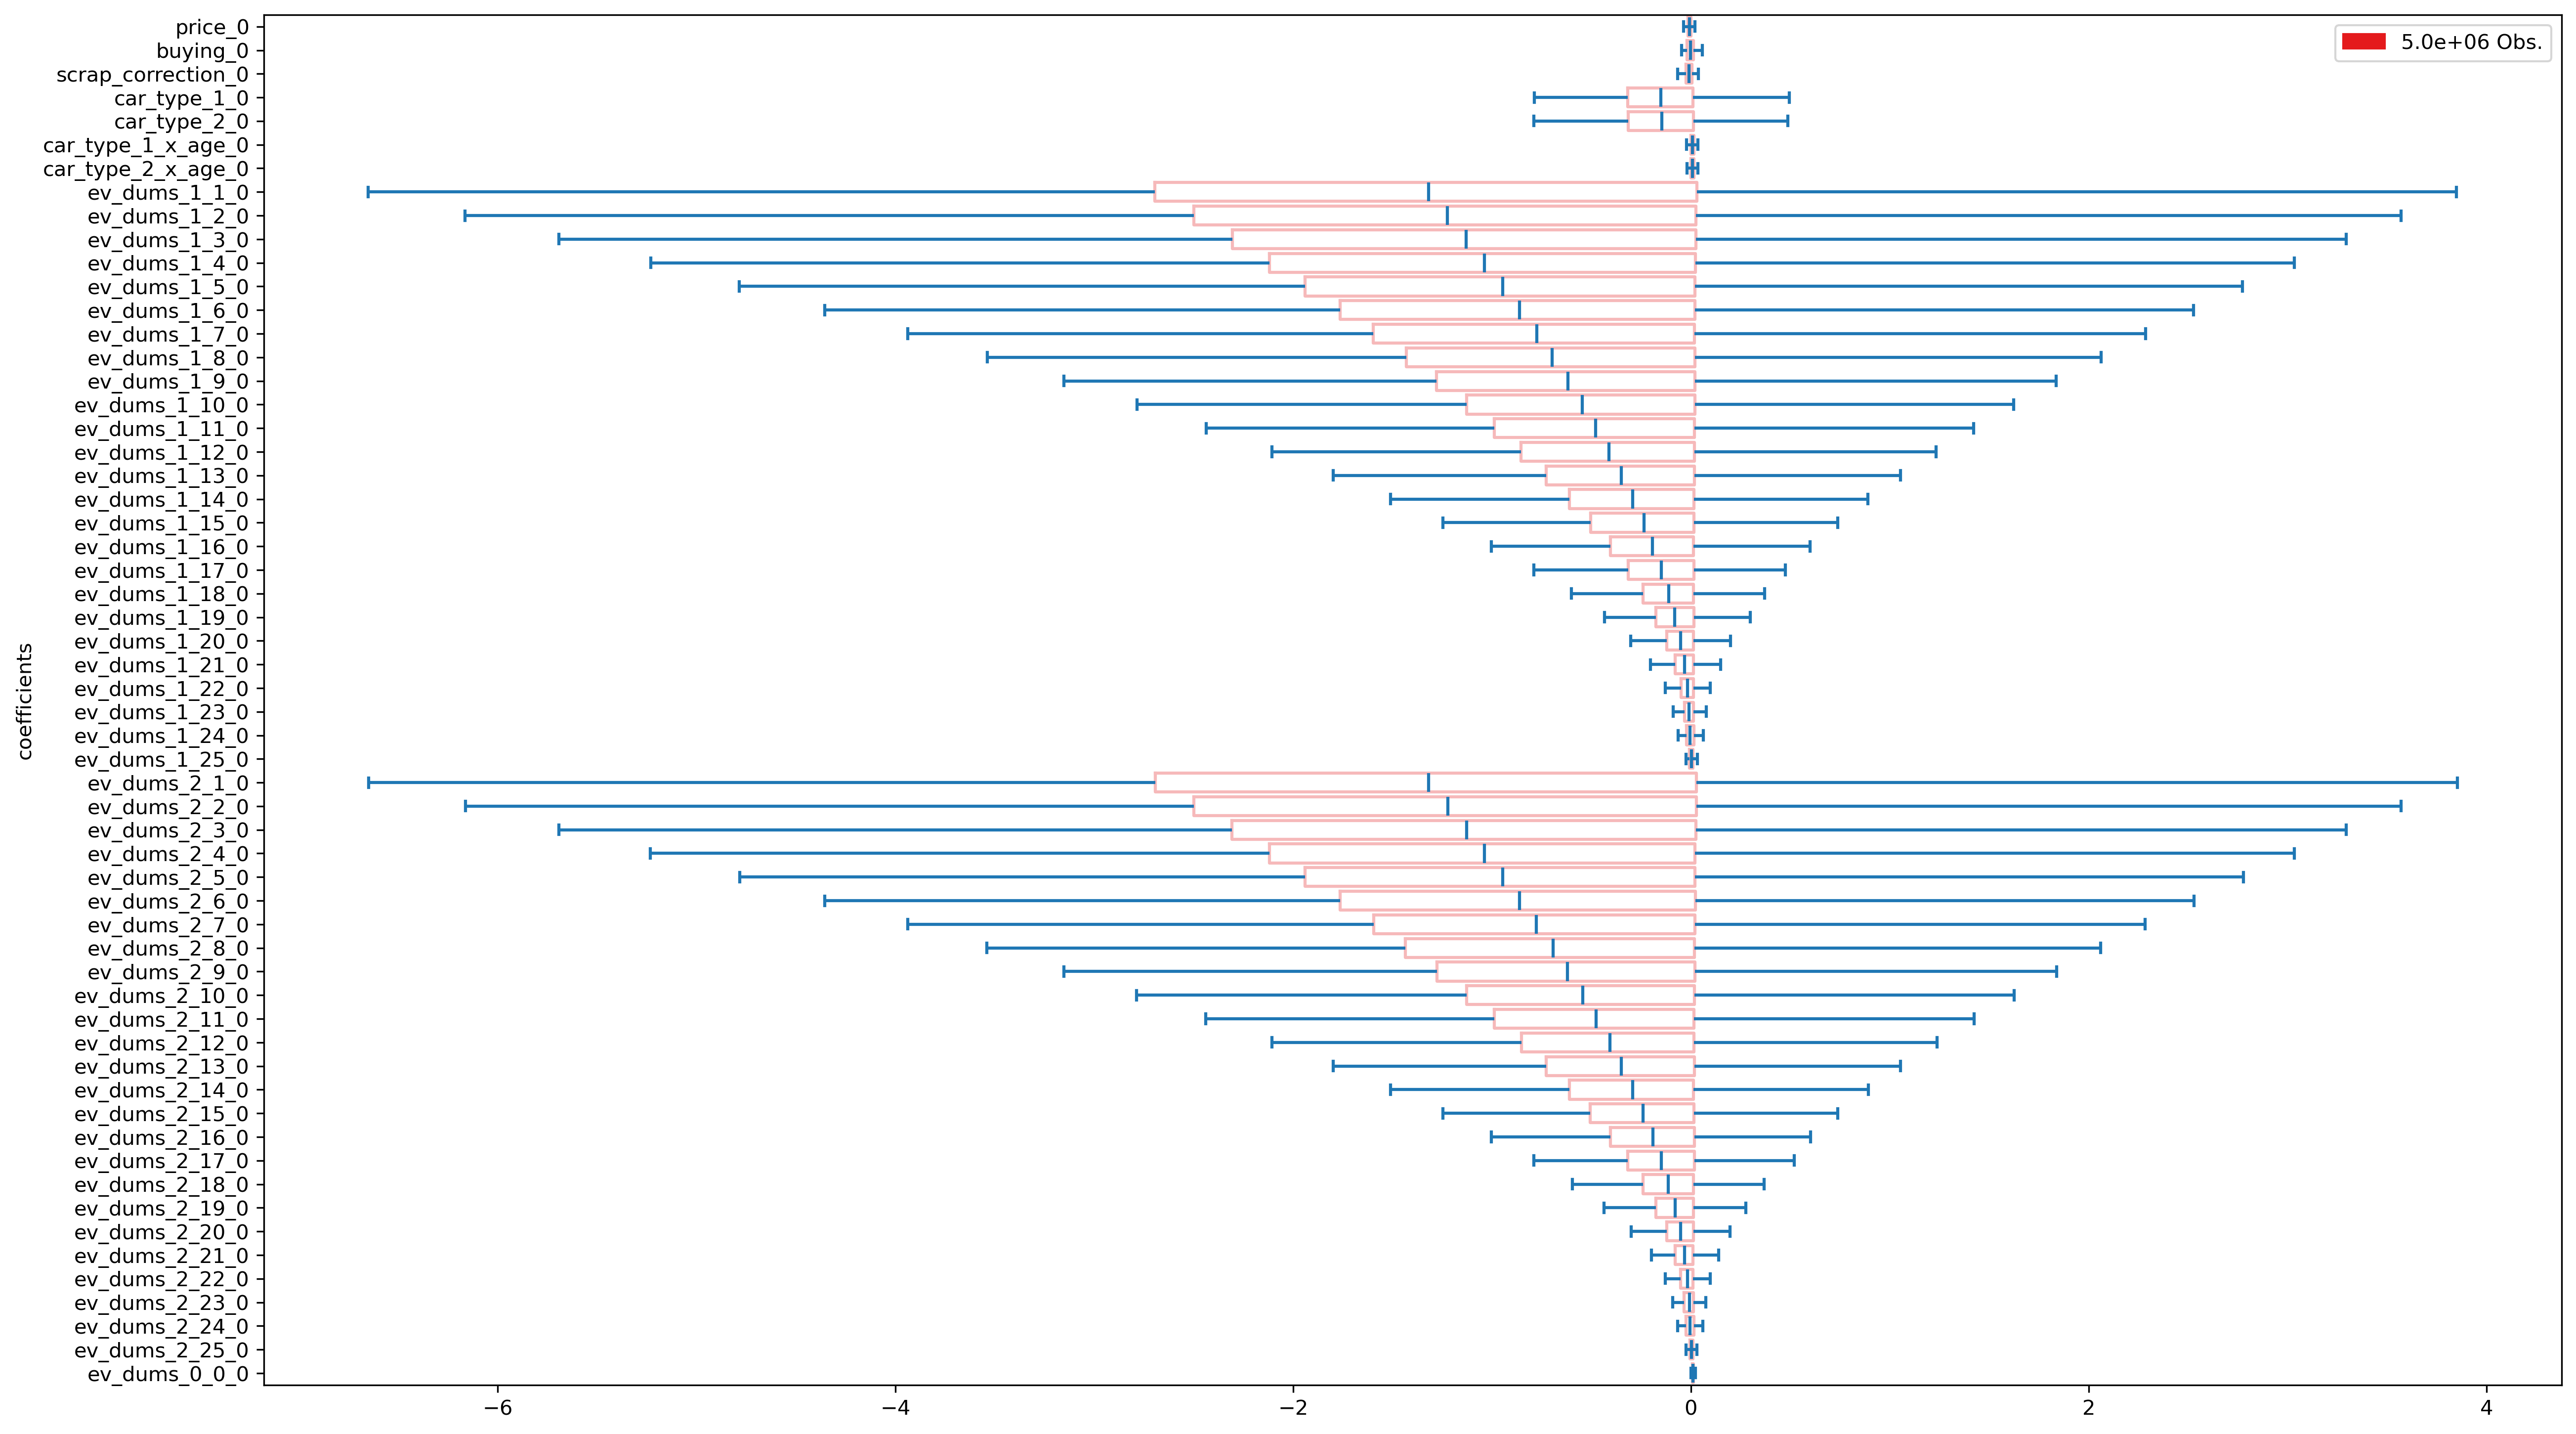 price_0
buying_0
scrap_correction_0
car_type_1_0
car_type_2_0
car_type_1_x_age_0
car_type_2_x_age_0
ev_dums_1_1_0
ev_dums_1_2_0
ev_dums_1_3_0
ev_dums_1_4_0
ev_dums_1_5_0
ev_dums_1_6_0
ev_dums_1_7_0
ev_dums_1_8_0
ev_dums_1_9_0
ev_dums_1_10_0
ev_dums_1_11_0
ev_dums_1_12_0
ev_dums_1_13_0
ev_dums_1_14_0
ev_dums_1_15_0
ev_dums_1_16_0
ev_dums_1_17_0
ev_dums_1_18_0
ev_dums_1_19_0
ev_dums_1_20_0
ev_dums_1_21_0
ev_dums_1_22_0
ev_dums_1_23_0
ev_dums_1_24_0
ev_dums_1_25_0
ev_dums_2_1_0
ev_dums_2_2_0
ev_dums_2_3_0
ev_dums_2_4_0
ev_dums_2_5_0
ev_dums_2_6_0
ev_dums_2_7_0
ev_dums_2_8_0
ev_dums_2_9_0
ev_dums_2_10_0
ev_dums_2_11_0
ev_dums_2_12_0
ev_dums_2_13_0
ev_dums_2_14_0
ev_dums_2_15_0
ev_dums_2_16_0
ev_dums_2_17_0
ev_dums_2_18_0
ev_dums_2_19_0
ev_dums_2_20_0
ev_dums_2_21_0
ev_dums_2_22_0
ev_dums_2_23_0
ev_dums_2_24_0
ev_dums_2_25_0
ev_dums_0_0_0
coefficients
5.0e+06 Obs.
−6 −4 −2 0 2 4